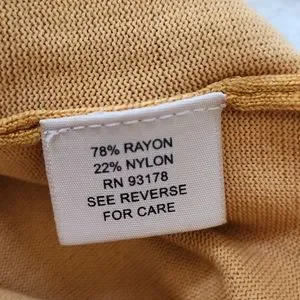 78% RAYON
22% NYLON
RN 93178
SEE REVERSE
FOR CARE